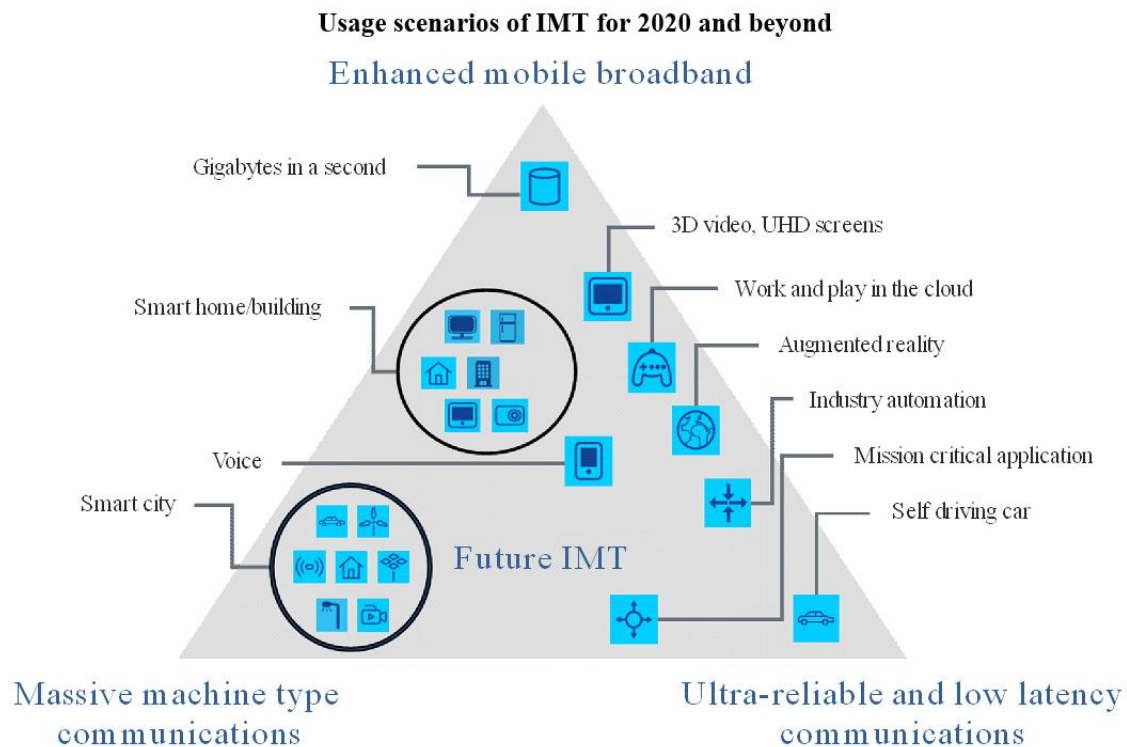 Usage scenarios of IMT for 2020 and beyond
Enhanced mobile broadband
Gigabytes in a second
3D video, UHD screens
Smart home/building
Work and play in the cloud
Augmented reality
Industry automation
Voice
Mission critical application
Smart city
Self driving car
Future IMT
Massive machine type
communications
Ultra-reliable and low latency
communications